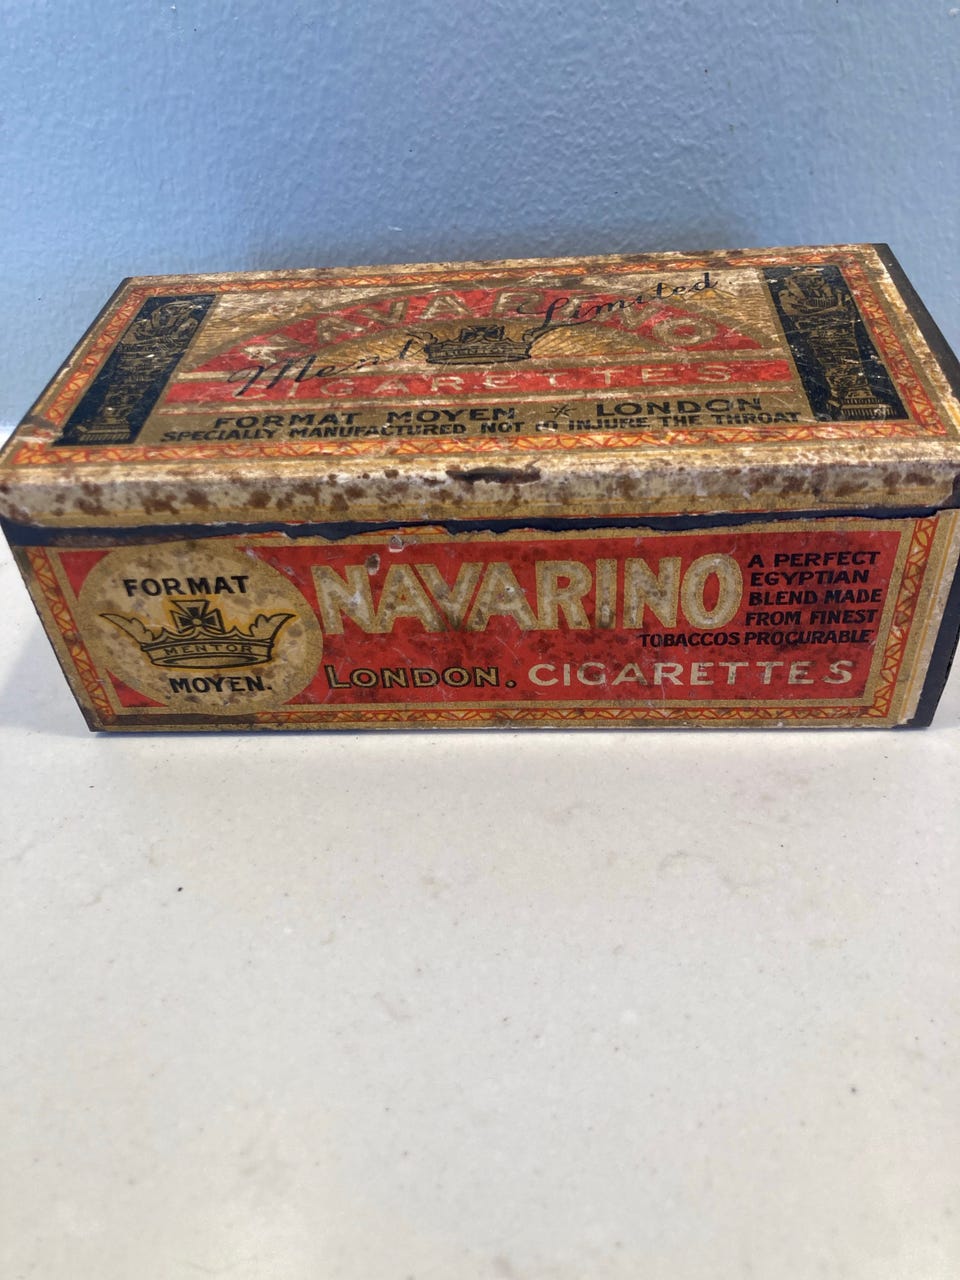 NAVARINO
Limited
CIGARETTES
FORMAT MOYEN LONDON
SPECIALLY MANUFACTURED NOT TO INJURE THE THROAT
FORMAT
MENTOR
MOYEN.
NAVARINO
LONDON. CIGARETTES
A PERFECT
EGYPTIAN
BLEND MADE
FROM FINEST
TOBACCOS PROCURABLE